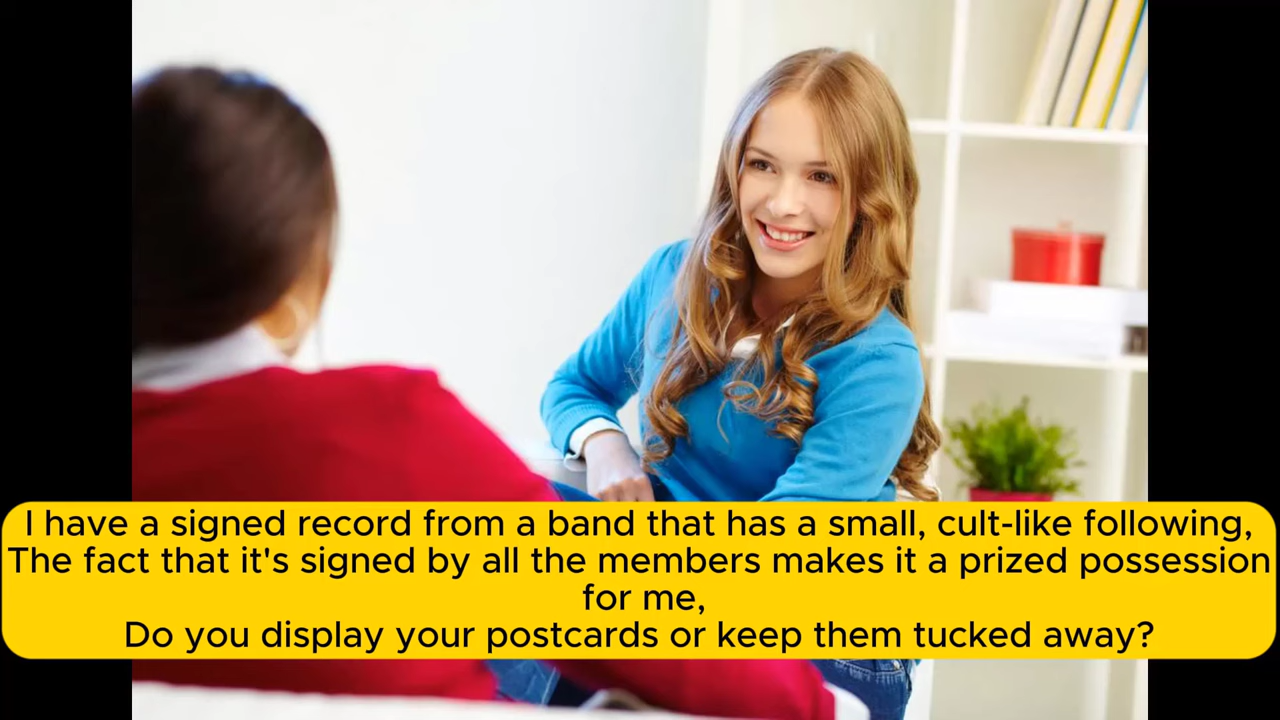 I have a signed record from a band that has a small, cult-like following,
The fact that it's signed by all the members makes it a prized possession
for me,
Do you display your postcards or keep them tucked away?